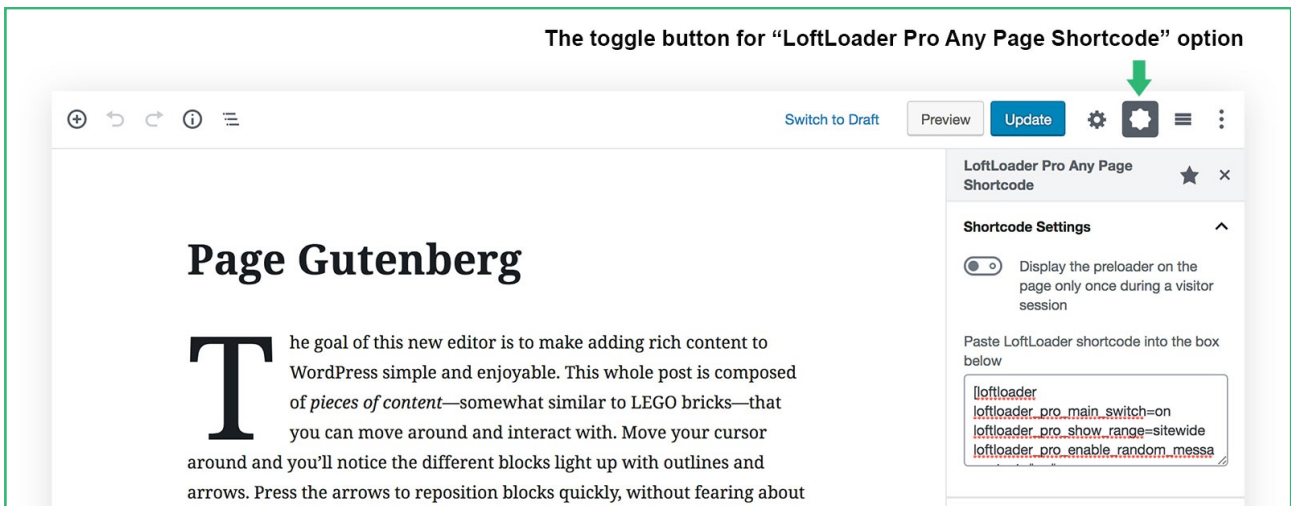 The toggle button for “LoftLoader Pro Any Page Shortcode” option
Switch to Draft
Preview
Update
LoftLoader Pro Any Page
Shortcode
Shortcode Settings
Display the preloader on the
page only once during a visitor
session
Paste LoftLoader shortcode into the box
below
[loftloader
loftloader_pro_main_switch=on
loftloader_pro_show_range=sitewide
loftloader_pro_enable_random_messa
Page Gutenberg
The goal of this new editor is to make adding rich content to
WordPress simple and enjoyable. This whole post is composed
of pieces of content—somewhat similar to LEGO bricks—that
you can move around and interact with. Move your cursor
around and you’ll notice the different blocks light up with outlines and
arrows. Press the arrows to reposition blocks quickly, without fearing about